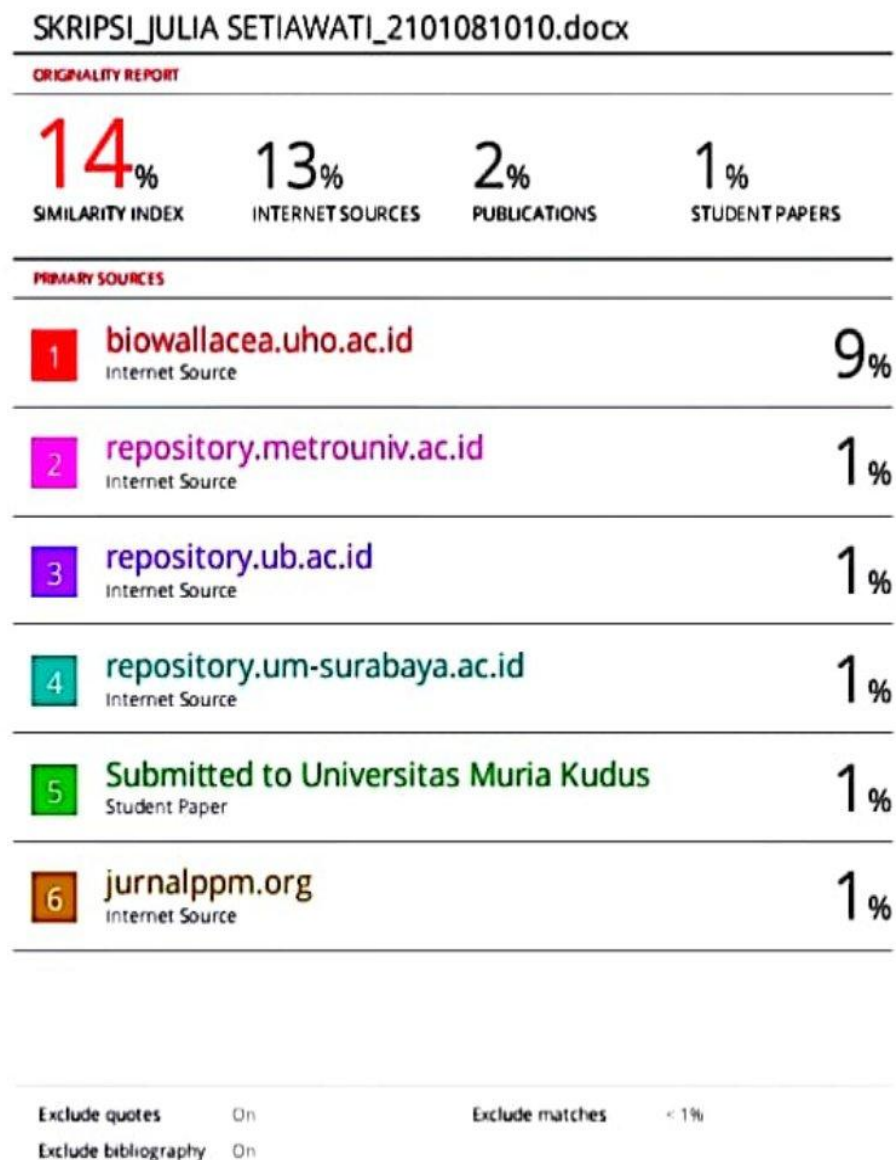 SKRIPSI_JULIA SETIAWATI_2101081010.docx
ORIGINALITY REPORT
14% 13% 2% 1%
SIMILARITY INDEX INTERNET SOURCES PUBLICATIONS STUDENT PAPERS
PRIMARY SOURCES
1 biowallacea.uho.ac.id 9%
Internet Source
2 repository.metrouniv.ac.id 1%
Internet Source
3 repository.ub.ac.id 1%
Internet Source
4 repository.um-surabaya.ac.id 1%
Internet Source
5 Submitted to Universitas Muria Kudus 1%
Student Paper
6 jurnalppm.org 1%
Internet Source
Exclude quotes On Exclude matches < 1%
Exclude bibliography On